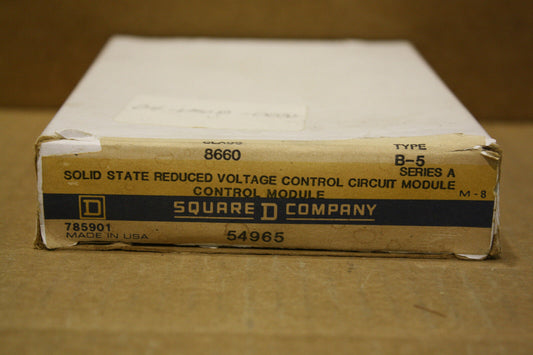 CLASS
8660
TYPE
B-5
SERIES A
SOLID STATE REDUCED VOLTAGE CONTROL CIRCUIT MODULE
CONTROL MODULE
M-8
D SQUARE D COMPANY
785901
MADE IN USA
54965